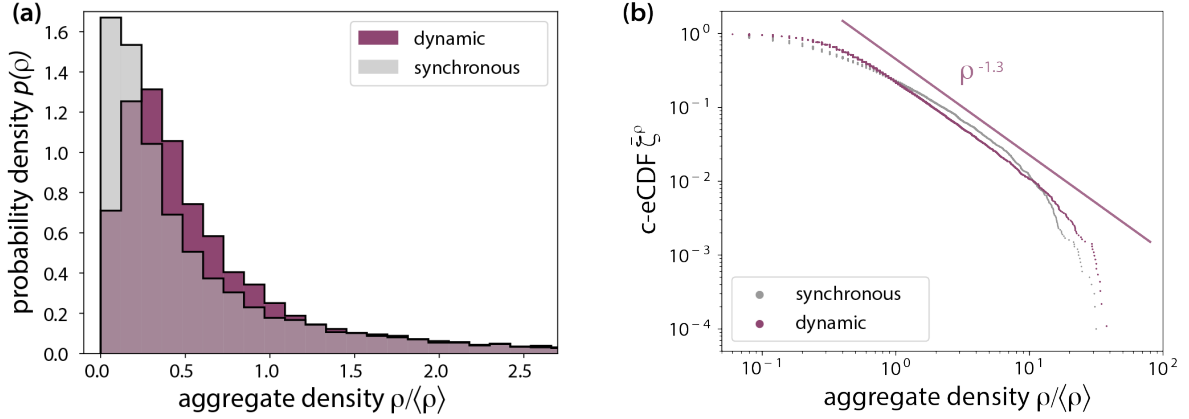 (a)
probability density p(ρ)
1.6
1.4
1.2
1.0
0.8
0.6
0.4
0.2
0.0
dynamic
synchronous
0.0 0.5 1.0 1.5 2.0 2.5
aggregate density ρ/⟨ρ⟩
(b)
c-eCDF ζ̄^ρ
10^0
10^−1
10^−2
10^−3
10^−4
ρ^-1.3
synchronous
dynamic
10^−1 10^0 10^1 10^2
aggregate density ρ/⟨ρ⟩